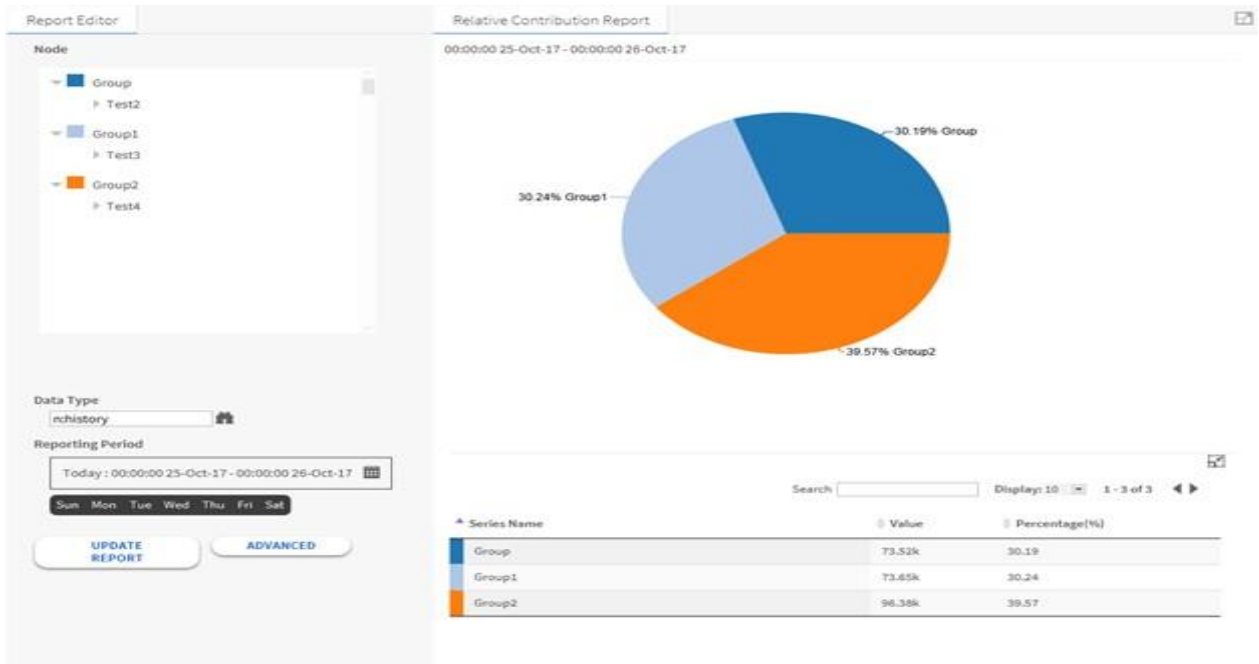 Report Editor
Node
Group
Test2
Group1
Test3
Group2
Test4
Data Type
rchistory
Reporting Period
Today : 00:00:00 25-Oct-17 - 00:00:00 26-Oct-17
Sun Mon Tue Wed Thu Fri Sat
UPDATE
REPORT
ADVANCED
Relative Contribution Report
00:00:00 25-Oct-17 - 00:00:00 26-Oct-17
30.19% Group
30.24% Group1
39.57% Group2
Search Display: 10 1 - 3 of 3
Series Name Value Percentage(%)
Group 73.52k 30.19
Group1 73.65k 30.24
Group2 96.38k 39.57